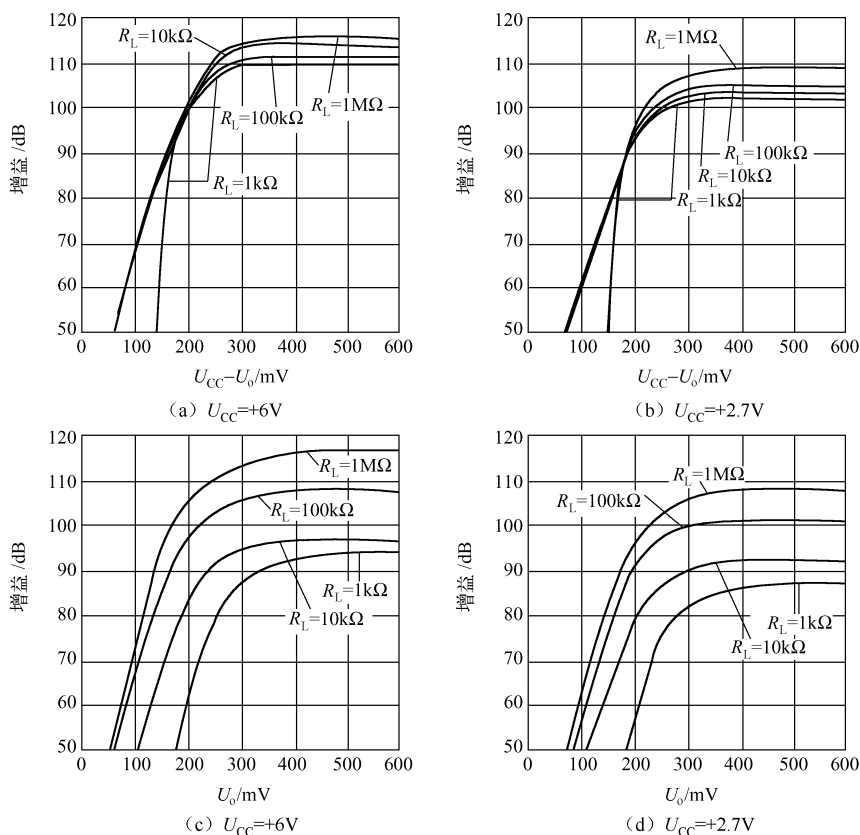 120
110
100
90
80
70
60
50
增益/dB
R_L=10kΩ
R_L=1MΩ
R_L=100kΩ
R_L=1kΩ
0 100 200 300 400 500 600
U_CC−U_o/mV
（a）U_CC=+6V
120
110
100
90
80
70
60
50
增益/dB
R_L=1MΩ
R_L=100kΩ
R_L=10kΩ
R_L=1kΩ
0 100 200 300 400 500 600
U_CC−U_o/mV
（b）U_CC=+2.7V
120
110
100
90
80
70
60
50
增益/dB
R_L=1MΩ
R_L=100kΩ
R_L=1kΩ
R_L=10kΩ
0 100 200 300 400 500 600
U_o/mV
（c）U_CC=+6V
120
110
100
90
80
70
60
50
增益/dB
R_L=1MΩ
R_L=100kΩ
R_L=1kΩ
R_L=10kΩ
0 100 200 300 400 500 600
U_o/mV
（d）U_CC=+2.7V